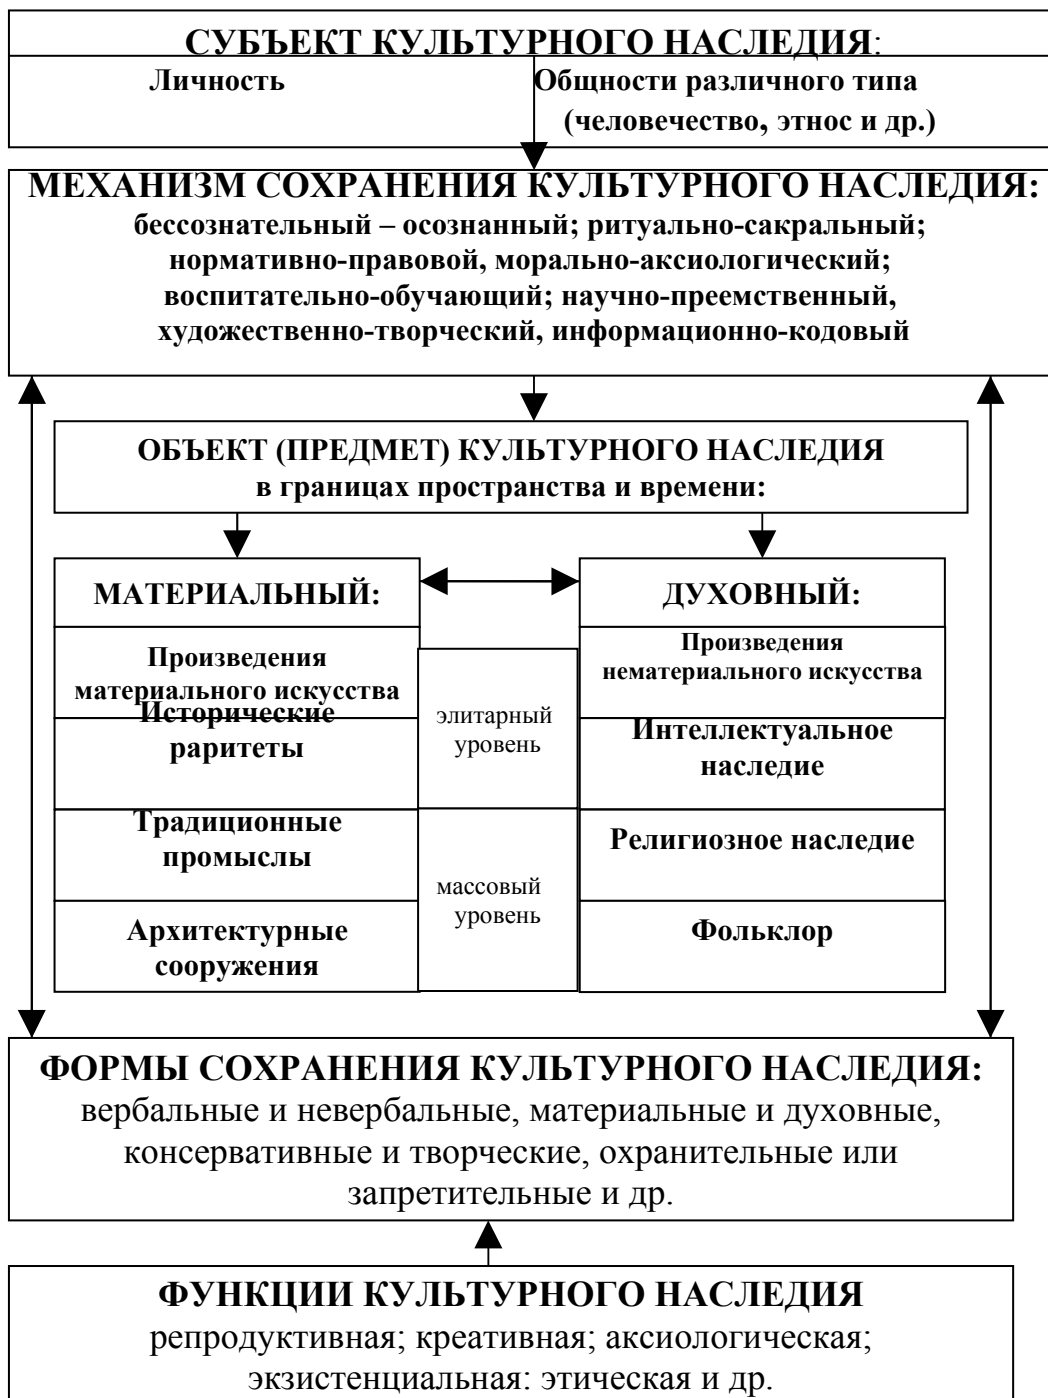 СУБЪЕКТ КУЛЬТУРНОГО НАСЛЕДИЯ:
Личность
Общности различного типа
(человечество, этнос и др.)
МЕХАНИЗМ СОХРАНЕНИЯ КУЛЬТУРНОГО НАСЛЕДИЯ:
бессознательный – осознанный; ритуально-сакральный;
нормативно-правовой, морально-аксиологический;
воспитательно-обучающий; научно-преемственный,
художественно-творческий, информационно-кодовый
ОБЪЕКТ (ПРЕДМЕТ) КУЛЬТУРНОГО НАСЛЕДИЯ
в границах пространства и времени:
МАТЕРИАЛЬНЫЙ:
Произведения
материального искусства
Исторические
раритеты
Традиционные
промыслы
Архитектурные
сооружения
элитарный
уровень
массовый
уровень
ДУХОВНЫЙ:
Произведения
нематериального искусства
Интеллектуальное
наследие
Религиозное наследие
Фольклор
ФОРМЫ СОХРАНЕНИЯ КУЛЬТУРНОГО НАСЛЕДИЯ:
вербальные и невербальные, материальные и духовные,
консервативные и творческие, охранительные или
запретительные и др.
ФУНКЦИИ КУЛЬТУРНОГО НАСЛЕДИЯ
репродуктивная; креативная; аксиологическая;
экзистенциальная: этическая и др.